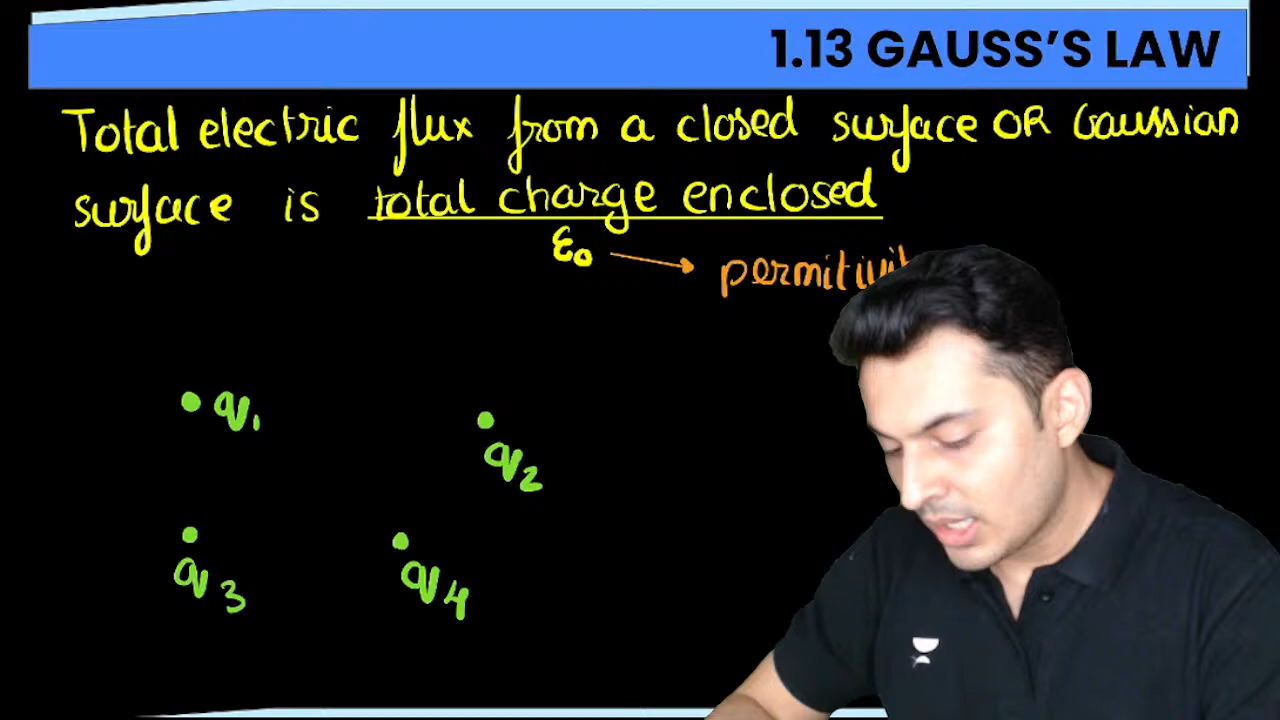 1.13 GAUSS'S LAW
Total electric flux from a closed surface OR Gaussian
surface is total charge enclosed
ε₀ → 
q₁
q₂
q₃
q₄